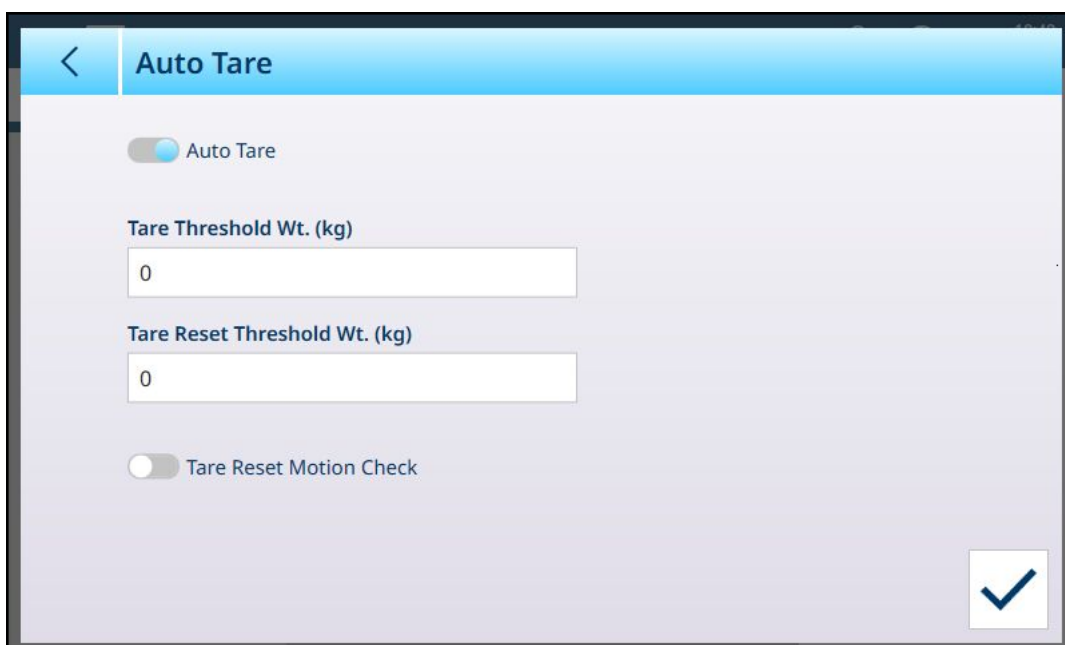 Auto Tare
Auto Tare
Tare Threshold Wt. (kg)
0
Tare Reset Threshold Wt. (kg)
0
Tare Reset Motion Check